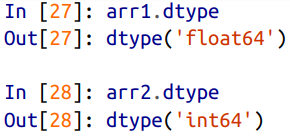 In [27]: arr1.dtype
Out[27]: dtype('float64')
In [28]: arr2.dtype
Out[28]: dtype('int64')